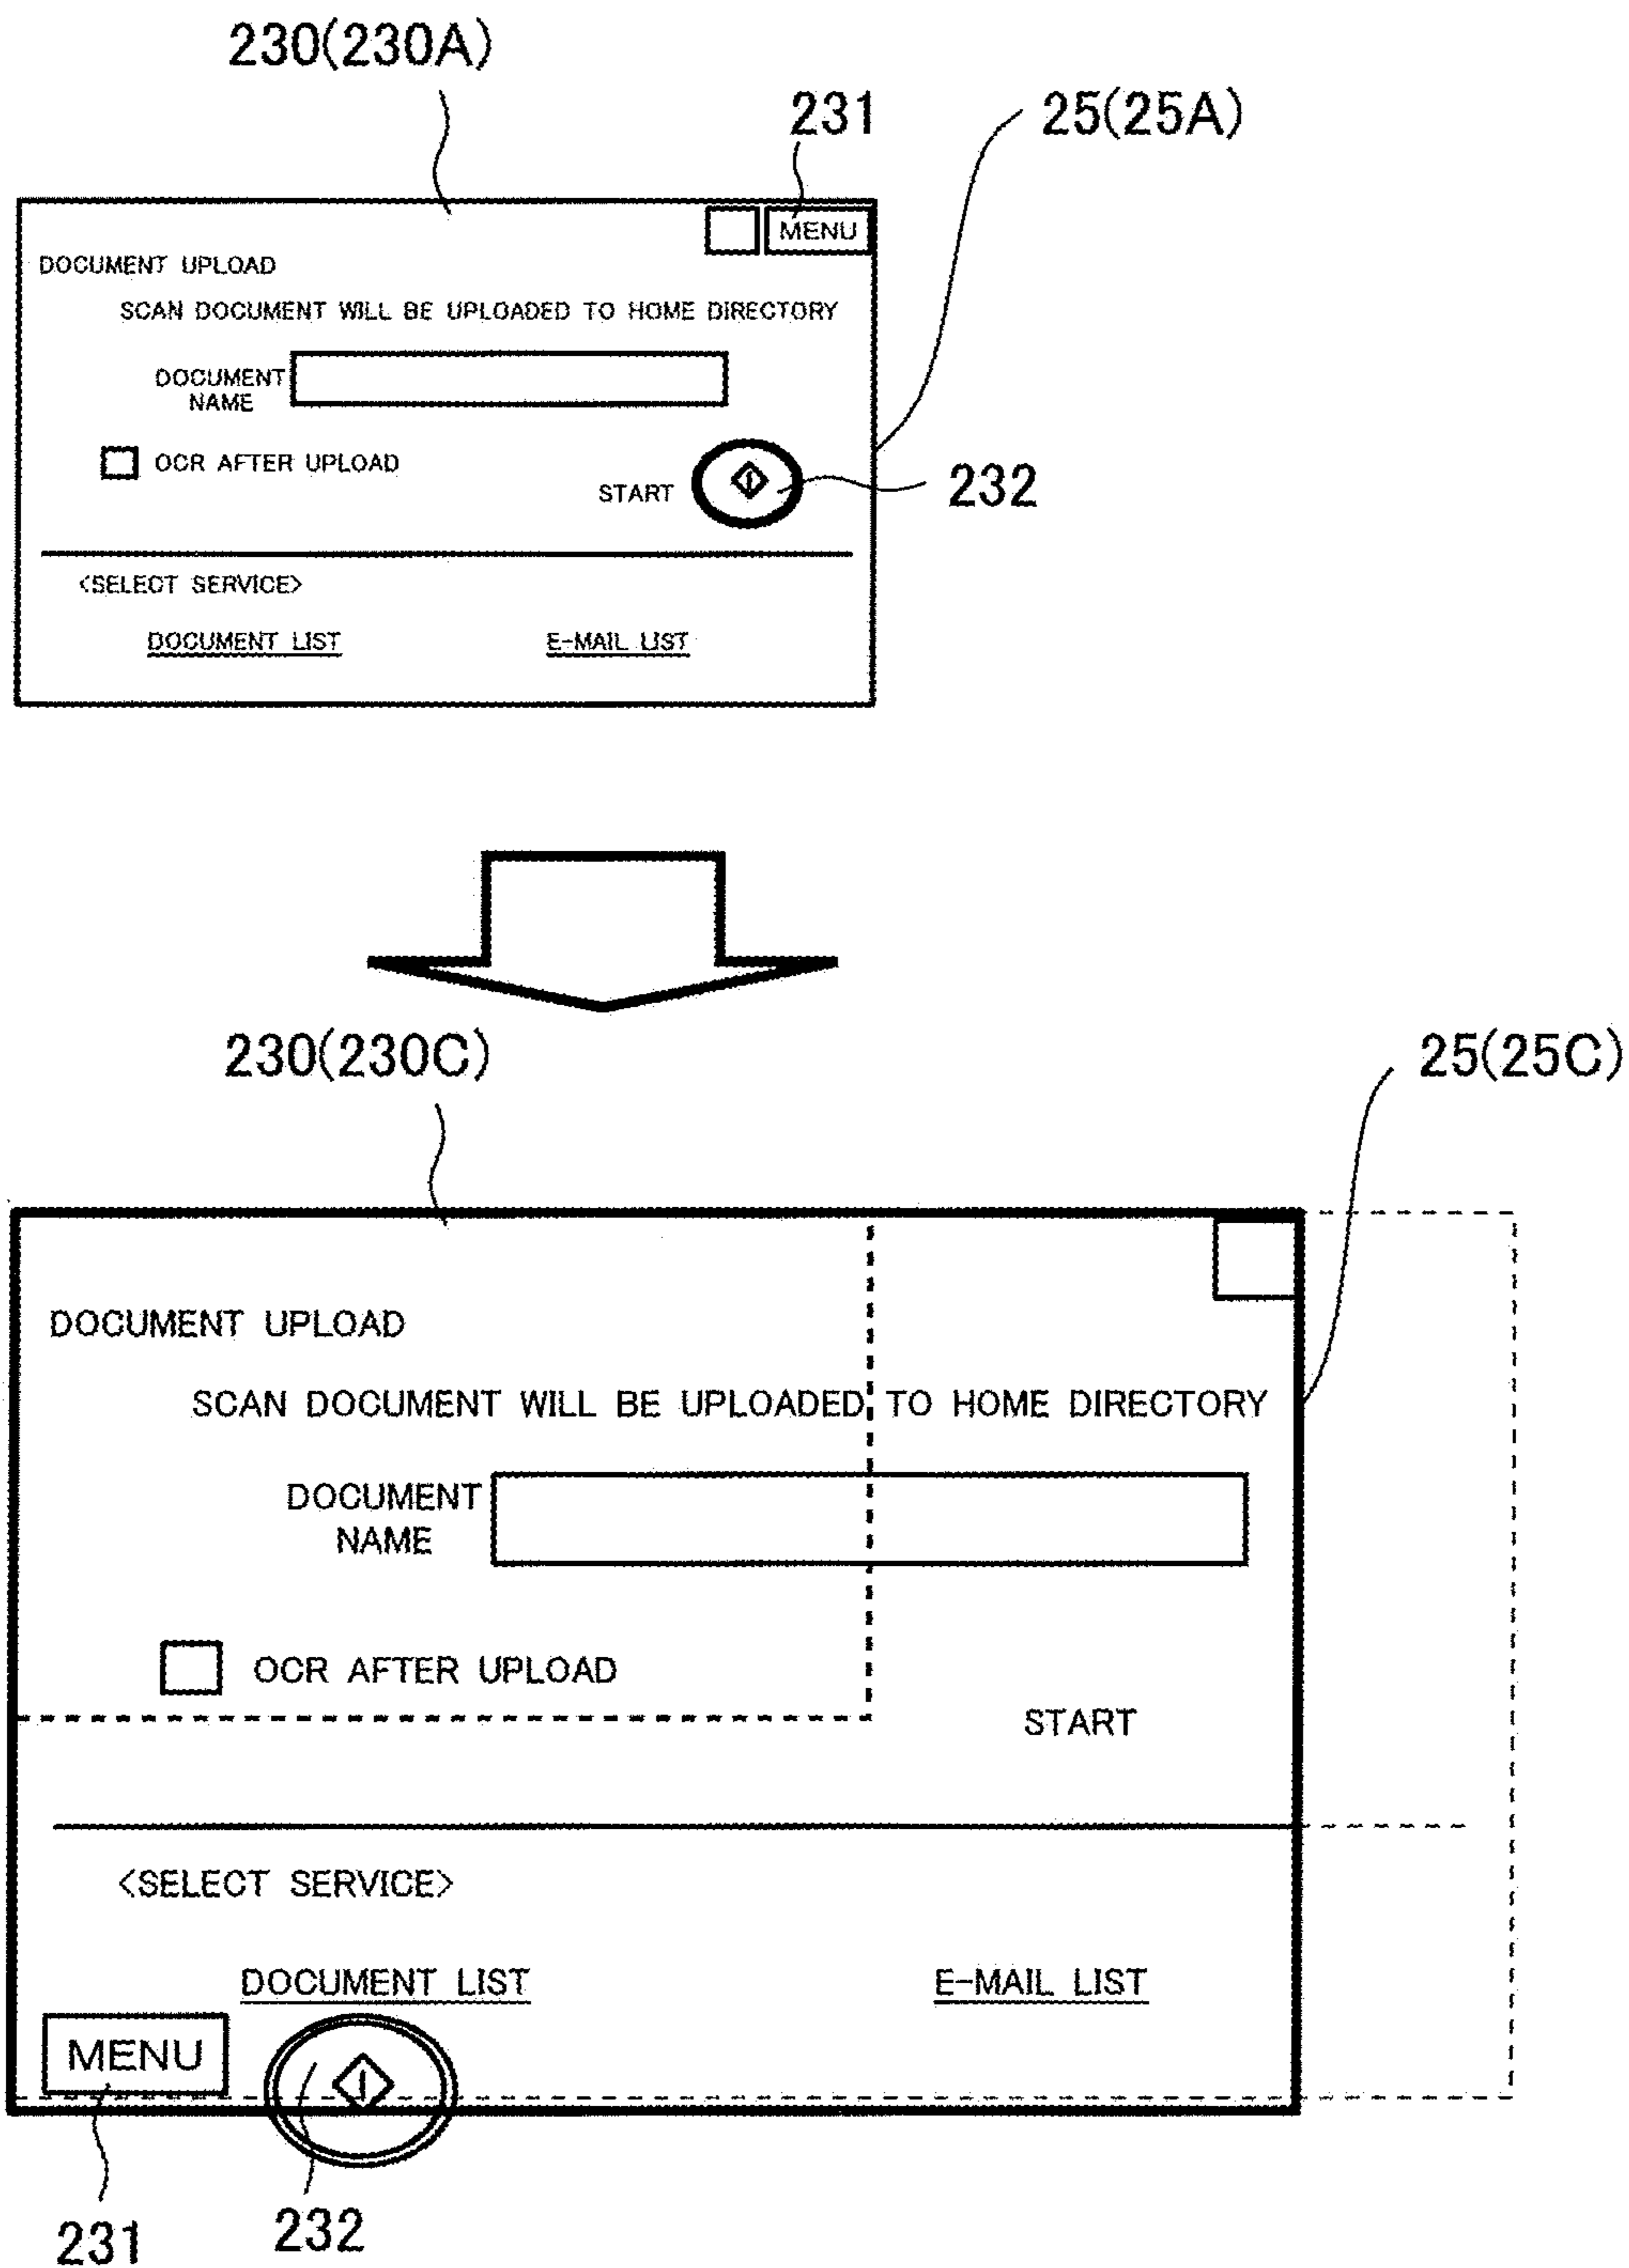 230(230A)
231
25(25A)
MENU
DOCUMENT UPLOAD
SCAN DOCUMENT WILL BE UPLOADED TO HOME DIRECTORY
DOCUMENT
NAME
OCR AFTER UPLOAD
START
232
<SELECT SERVICE>
DOCUMENT LIST
E-MAIL LIST
230(230C)
25(25C)
DOCUMENT UPLOAD
SCAN DOCUMENT WILL BE UPLOADED TO HOME DIRECTORY
DOCUMENT
NAME
OCR AFTER UPLOAD
START
<SELECT SERVICE>
DOCUMENT LIST
E-MAIL LIST
MENU
231
232